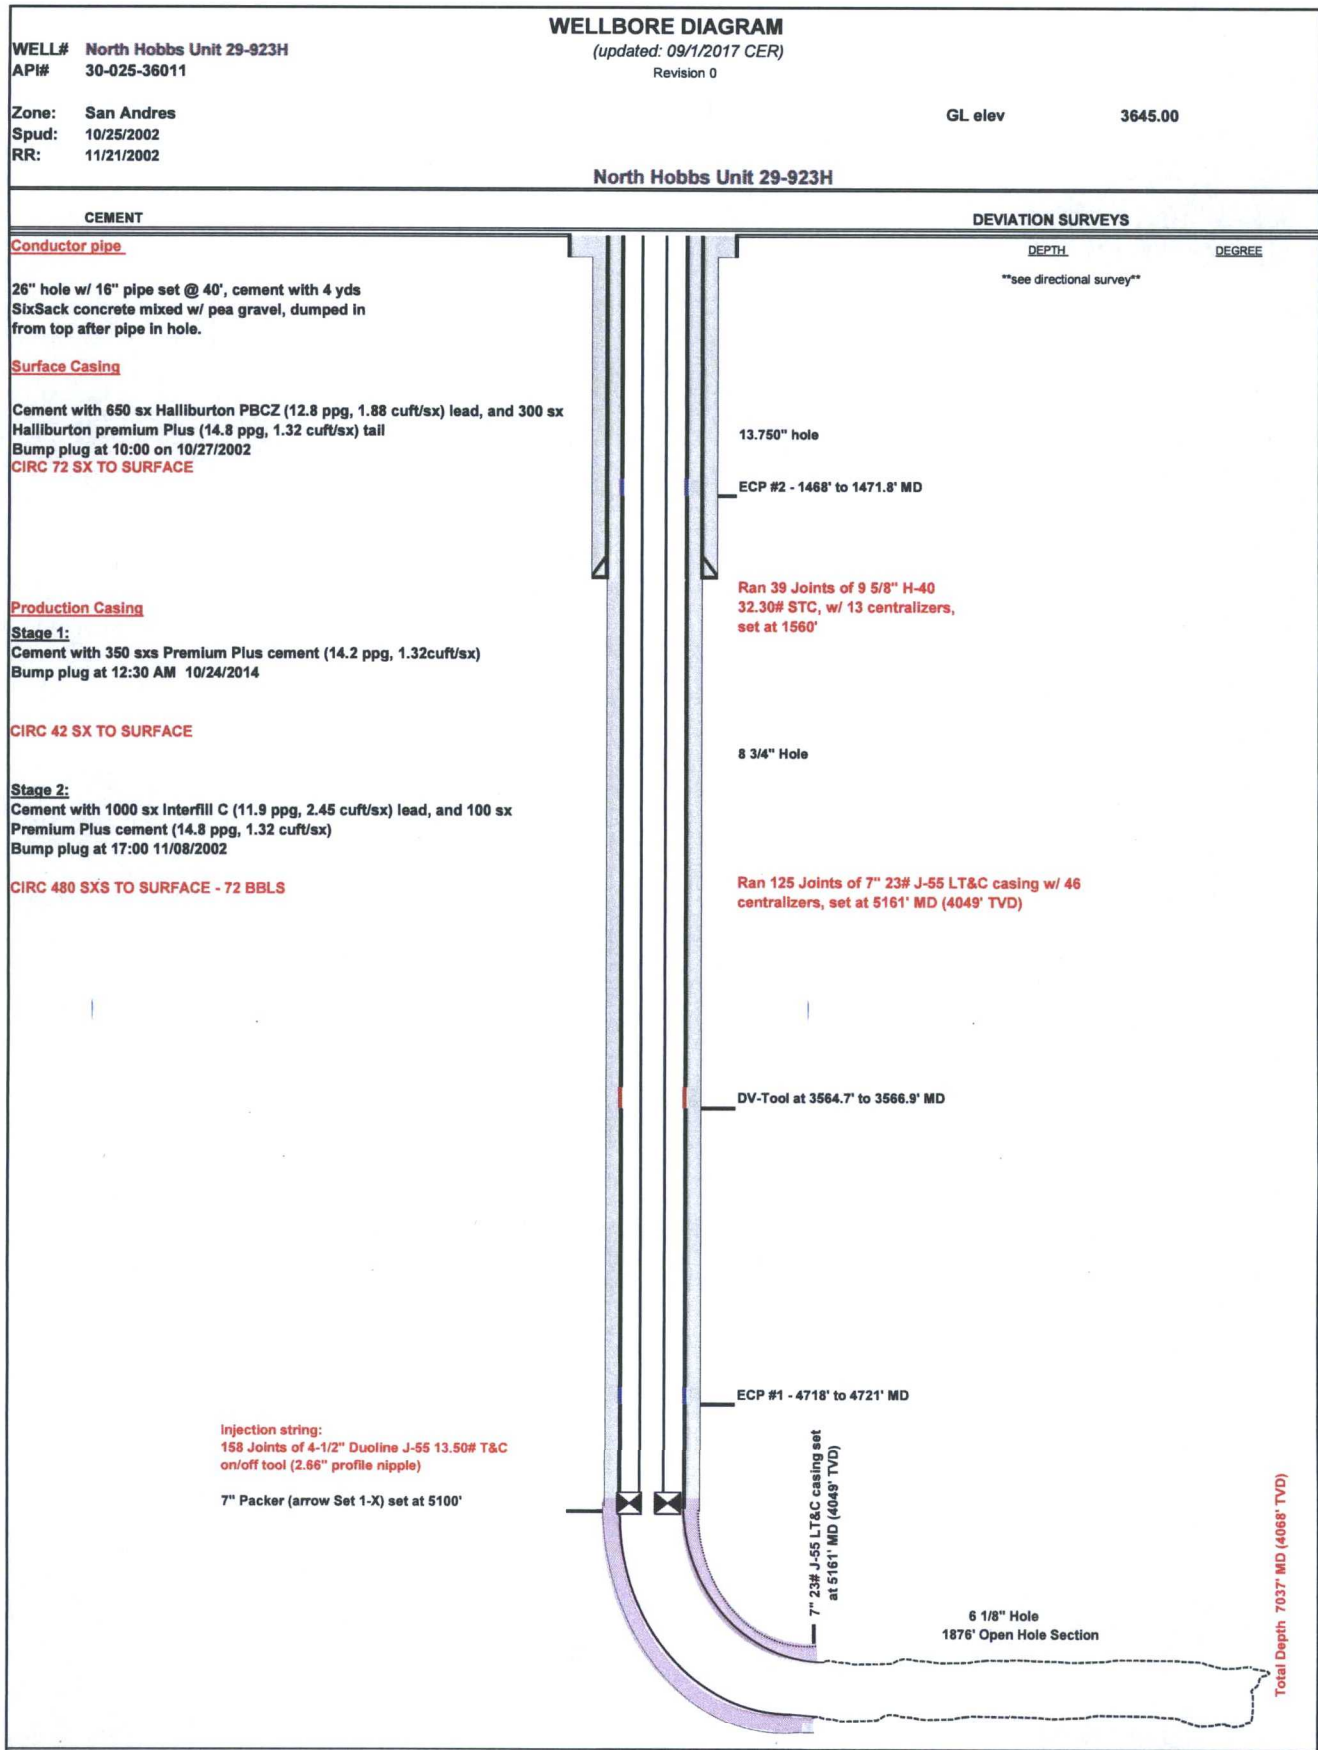 WELLBORE DIAGRAM
(updated: 09/1/2017 CER)
Revision 0
WELL# North Hobbs Unit 29-923H
API# 30-025-36011
Zone: San Andres
Spud: 10/25/2002
RR: 11/21/2002
GL elev 3645.00
North Hobbs Unit 29-923H
CEMENT
DEVIATION SURVEYS
DEPTH DEGREE
**see directional survey**
Conductor pipe
26" hole w/ 16" pipe set @ 40', cement with 4 yds
SixSack concrete mixed w/ pea gravel, dumped in
from top after pipe in hole.
Surface Casing
Cement with 650 sx Halliburton PBCZ (12.8 ppg, 1.88 cuft/sx) lead, and 300 sx
Halliburton premium Plus (14.8 ppg, 1.32 cuft/sx) tail
Bump plug at 10:00 on 10/27/2002
CIRC 72 SX TO SURFACE
13.750" hole
ECP #2 - 1468' to 1471.8' MD
Ran 39 Joints of 9 5/8" H-40
32.30# STC, w/ 13 centralizers,
set at 1560'
Production Casing
Stage 1:
Cement with 350 sxs Premium Plus cement (14.2 ppg, 1.32cuft/sx)
Bump plug at 12:30 AM 10/24/2014
CIRC 42 SX TO SURFACE
8 3/4" Hole
Stage 2:
Cement with 1000 sx Interfill C (11.9 ppg, 2.45 cuft/sx) lead, and 100 sx
Premium Plus cement (14.8 ppg, 1.32 cuft/sx)
Bump plug at 17:00 11/08/2002
CIRC 480 SXS TO SURFACE - 72 BBLS
Ran 125 Joints of 7" 23# J-55 LT&C casing w/ 46
centralizers, set at 5161' MD (4049' TVD)
DV-Tool at 3564.7' to 3566.9' MD
ECP #1 - 4718' to 4721' MD
Injection string:
158 Joints of 4-1/2" Duoline J-55 13.50# T&C
on/off tool (2.66" profile nipple)
7" Packer (arrow Set 1-X) set at 5100'
7" 23# J-55 LT&C casing set
at 5161' MD (4049' TVD)
6 1/8" Hole
1876' Open Hole Section
Total Depth 7037' MD (4068' TVD)